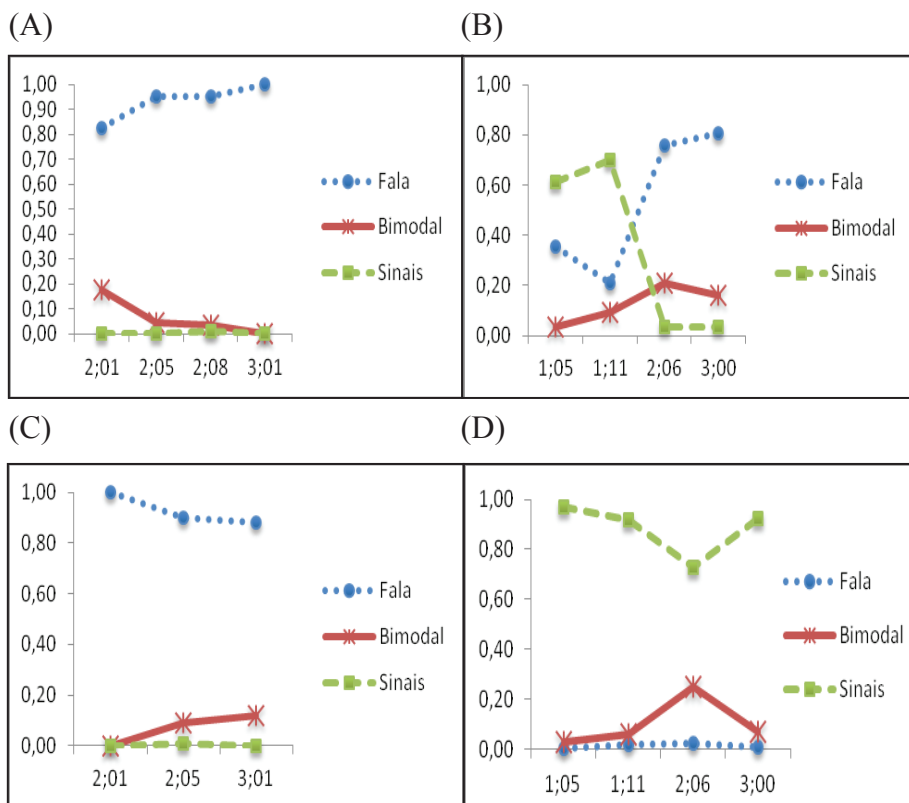 (A)
1,00
0,90
0,80
0,70
0,60
0,50
0,40
0,30
0,20
0,10
0,00
2;01 2;05 2;08 3;01
Fala
Bimodal
Sinais
(B)
1,00
0,80
0,60
0,40
0,20
0,00
1;05 1;11 2;06 3;00
Fala
Bimodal
Sinais
(C)
1,00
0,80
0,60
0,40
0,20
0,00
2;01 2;05 3;01
Fala
Bimodal
Sinais
(D)
1,00
0,80
0,60
0,40
0,20
0,00
1;05 1;11 2;06 3;00
Fala
Bimodal
Sinais